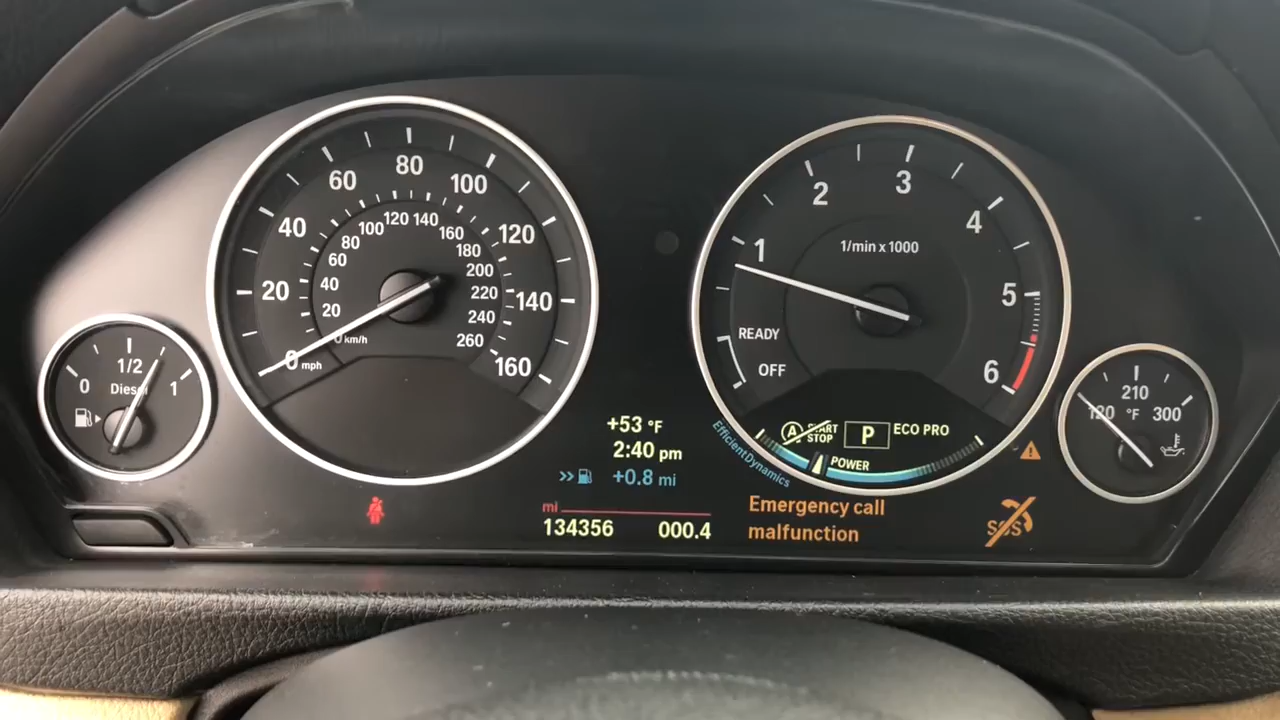 20
40
60
80
100
120
140
160
0 mph
20
40
60
80
100
120
140
160
180
200
220
240
260
0 km/h
0
1/2
1
Diesel
+53 °F
2:40 pm
>> +0.8 mi
mi
134356 000.4
1
2
3
4
5
6
1/min x 1000
READY
OFF
A START STOP
P
ECO PRO
POWER
EfficientDynamics
Emergency call
malfunction
SOS
120
210
300
°F